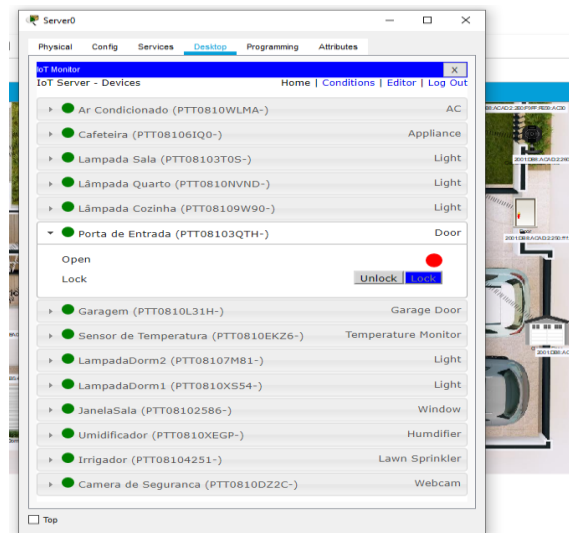 Server0
Physical Config Services Desktop Programming Attributes
IoT Monitor X
IoT Server - Devices Home | Conditions | Editor | Log Out
Ar Condicionado (PTT0810WLMA-) AC
Cafeteira (PTT08106IQ0-) Appliance
Lampada Sala (PTT08103T0S-) Light
Lâmpada Quarto (PTT0810NVND-) Light
Lâmpada Cozinha (PTT08109W90-) Light
Porta de Entrada (PTT08103QTH-) Door
Open
Lock Unlock Lock
Garagem (PTT0810L31H-) Garage Door
Sensor de Temperatura (PTT0810EKZ6-) Temperature Monitor
LampadaDorm2 (PTT08107M81-) Light
LampadaDorm1 (PTT0810XS54-) Light
JanelaSala (PTT08102586-) Window
Umidificador (PTT0810XEGP-) Humdifier
Irrigador (PTT08104251-) Lawn Sprinkler
Camera de Seguranca (PTT0810DZ2C-) Webcam
Top